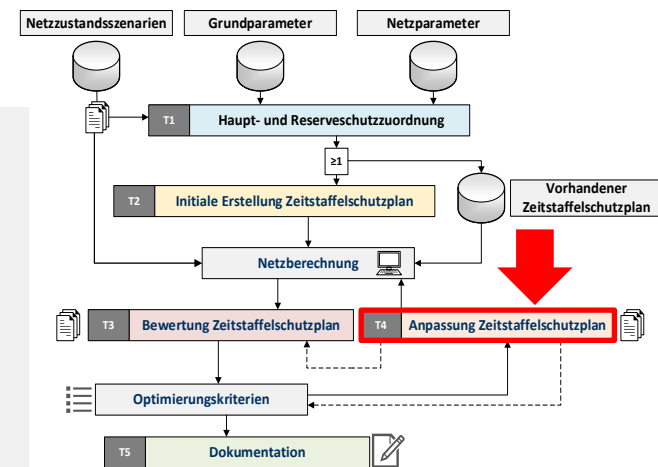 Netzzustandsszenarien
Grundparameter
Netzparameter
T1 Haupt- und Reserveschutzzuordnung
≥1
T2 Initiale Erstellung Zeitstaffelschutzplan
Vorhandener
Zeitstaffelschutzplan
Netzberechnung
T3 Bewertung Zeitstaffelschutzplan
T4 Anpassung Zeitstaffelschutzplan
Optimierungskriterien
T5 Dokumentation